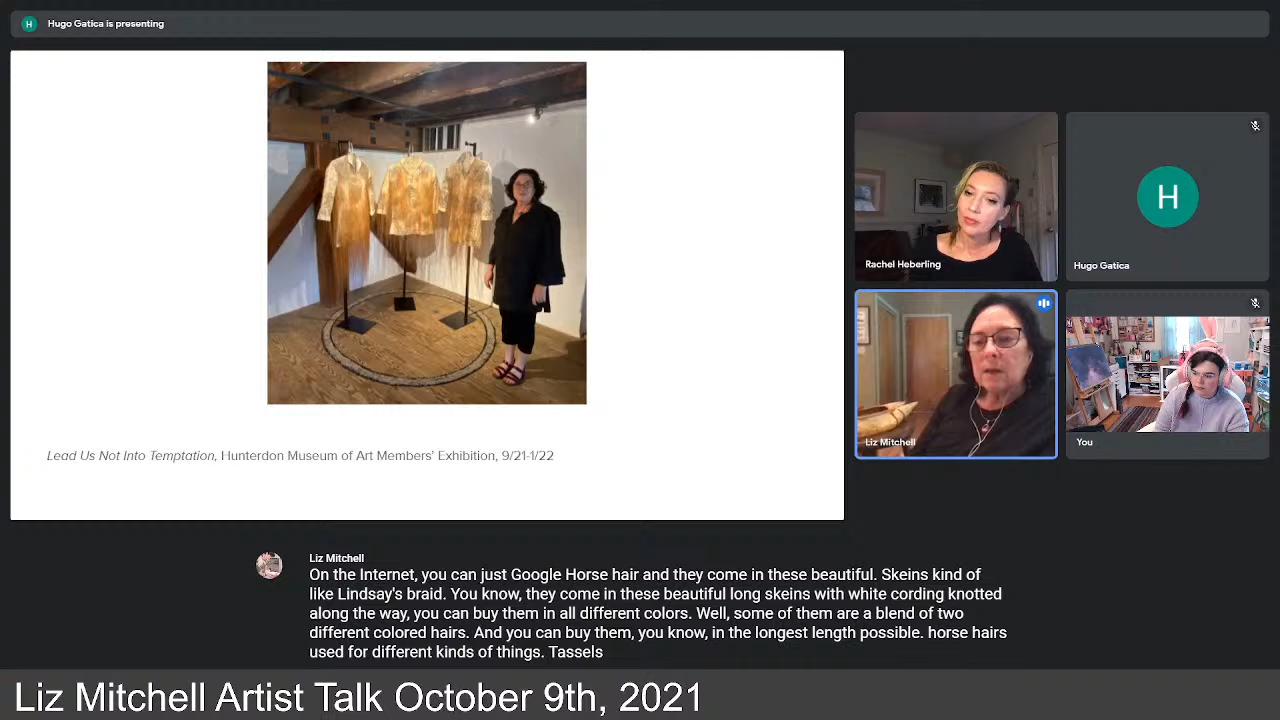 H
Hugo Gatica is presenting
Lead Us Not Into Temptation, Hunterdon Museum of Art Members’ Exhibition, 9/21-1/22
Rachel Heberling
H
Hugo Gatica
Liz Mitchell
You
Liz Mitchell
On the Internet, you can just Google Horse hair and they come in these beautiful. Skeins kind of
like Lindsay's braid. You know, they come in these beautiful long skeins with white cording knotted
along the way, you can buy them in all different colors. Well, some of them are a blend of two
different colored hairs. And you can buy them, you know, in the longest length possible. horse hairs
used for different kinds of things. Tassels
Liz Mitchell Artist Talk October 9th, 2021